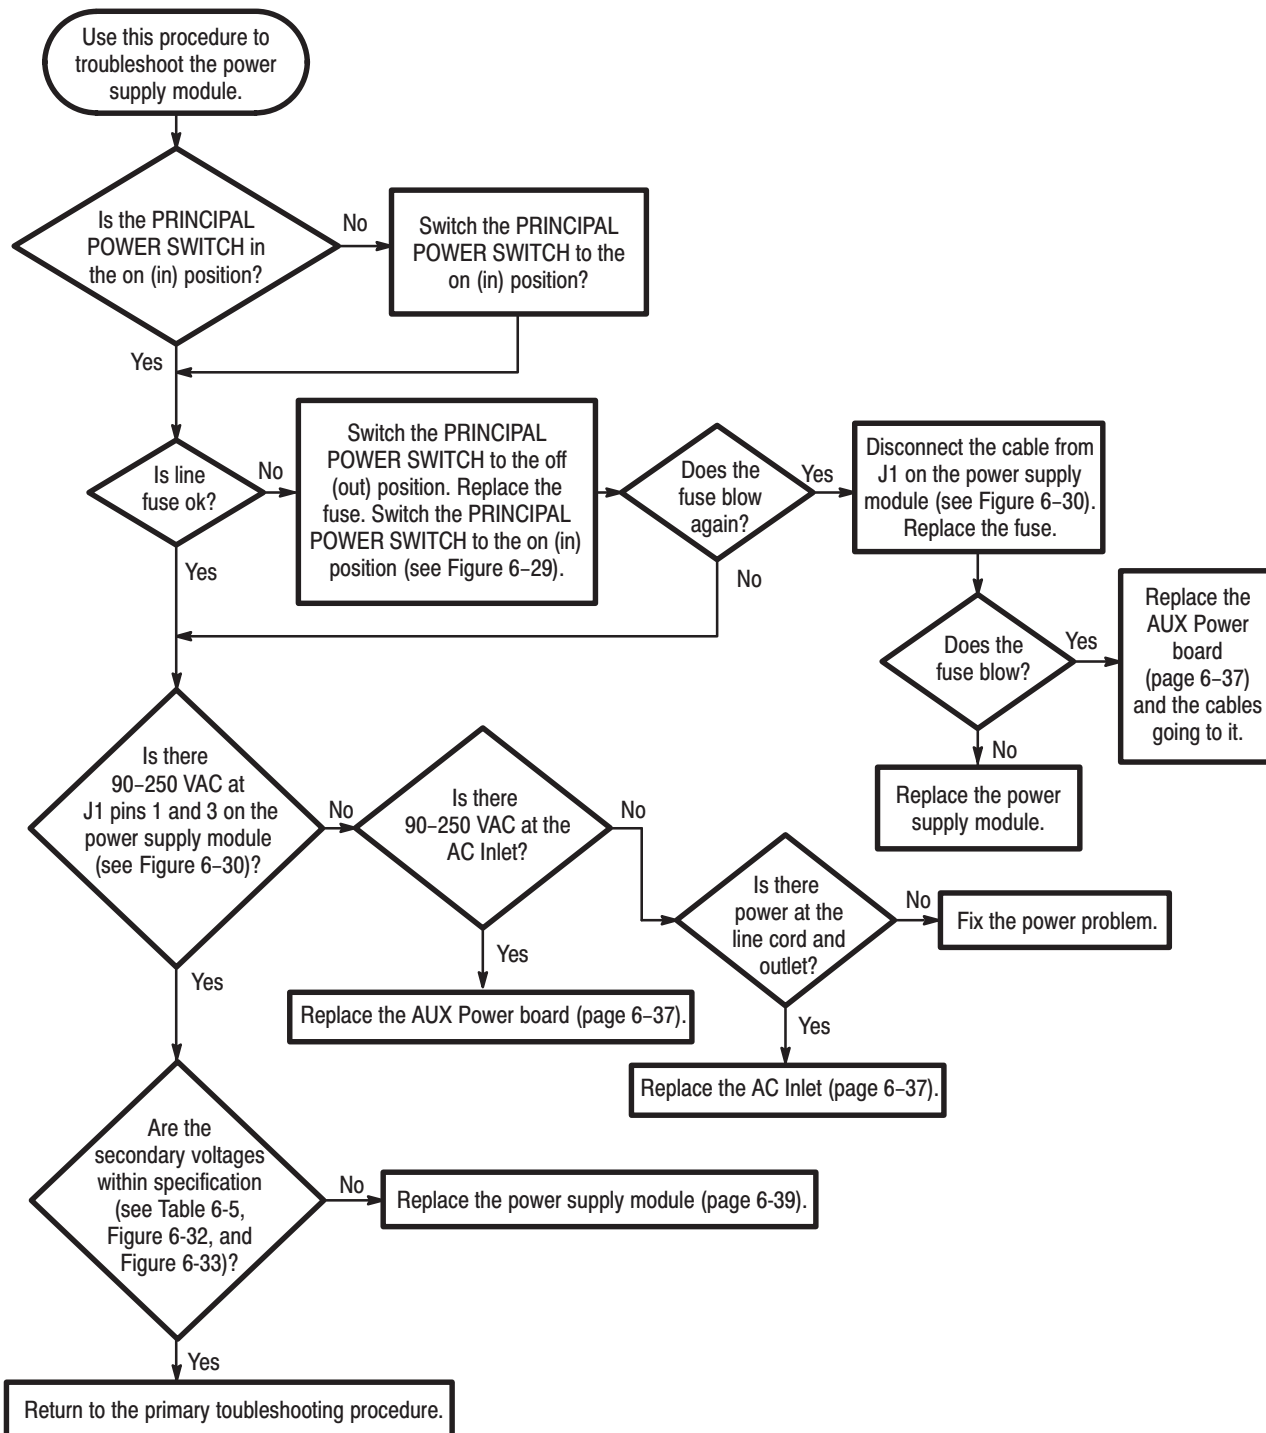 Use this procedure to
troubleshoot the power
supply module.
Is the PRINCIPAL
POWER SWITCH in
the on (in) position?
No
Switch the PRINCIPAL
POWER SWITCH to the
on (in) position?
Yes
Is line
fuse ok?
No
Switch the PRINCIPAL
POWER SWITCH to the off
(out) position. Replace the
fuse. Switch the PRINCIPAL
POWER SWITCH to the on (in)
position (see Figure 6–29).
Does the
fuse blow
again?
Yes
Disconnect the cable from
J1 on the power supply
module (see Figure 6–30).
Replace the fuse.
Yes
No
Does the
fuse blow?
Yes
Replace the
AUX Power
board
(page 6–37)
and the cables
going to it.
No
Replace the power
supply module.
Is there
90–250 VAC at
J1 pins 1 and 3 on the
power supply module
(see Figure 6–30)?
No
Is there
90–250 VAC at the
AC Inlet?
No
Is there
power at the
line cord and
outlet?
No
Fix the power problem.
Yes
Yes
Replace the AUX Power board (page 6–37).
Yes
Replace the AC Inlet (page 6–37).
Are the
secondary voltages
within specification
(see Table 6-5,
Figure 6-32, and
Figure 6-33)?
No
Replace the power supply module (page 6-39).
Yes
Return to the primary toubleshooting procedure.